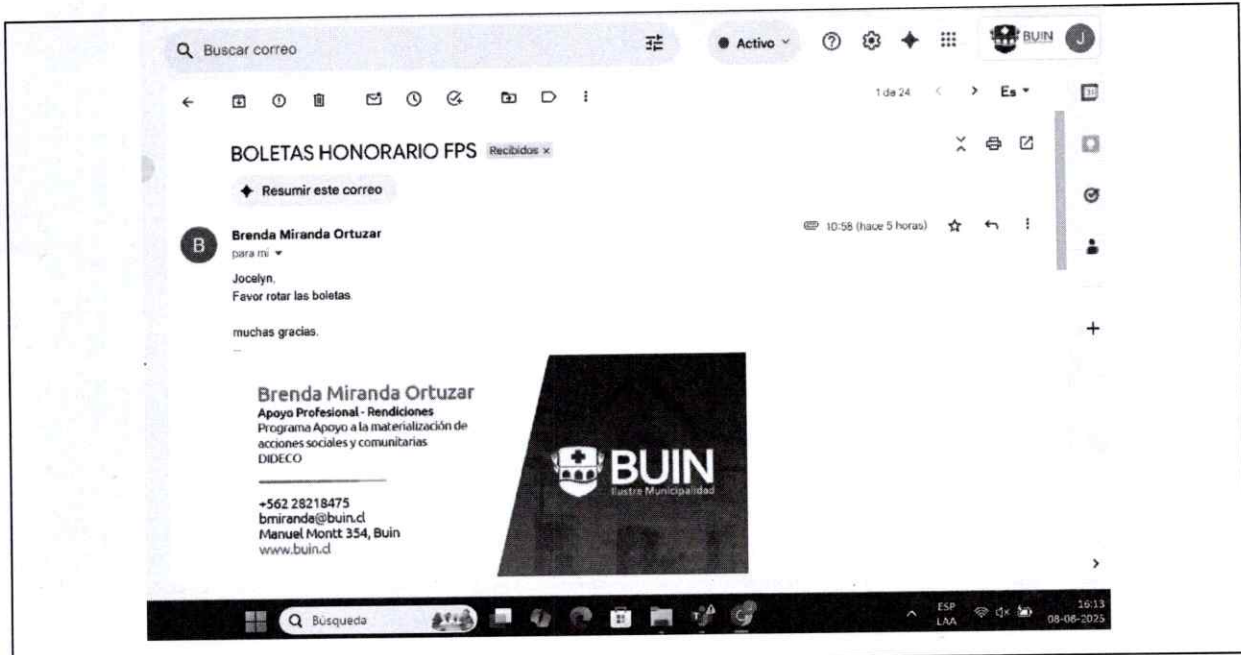 Buscar correo
Activo
BUIN
J
1 de 24
Es
BOLETAS HONORARIO FPS Recibidos x
Resumir este correo
B
Brenda Miranda Ortuzar
10:58 (hace 5 horas)
para mí
Jocelyn,
Favor rotar las boletas.
muchas gracias.
--
Brenda Miranda Ortuzar
Apoyo Profesional - Rendiciones
Programa Apoyo a la materialización de
acciones sociales y comunitarias
DIDECO
+562 28218475
bmiranda@buin.cl
Manuel Montt 354, Buin
www.buin.cl
BUIN
Ilustre Municipalidad
Búsqueda
ESP
LAA
16:13
08-08-2025